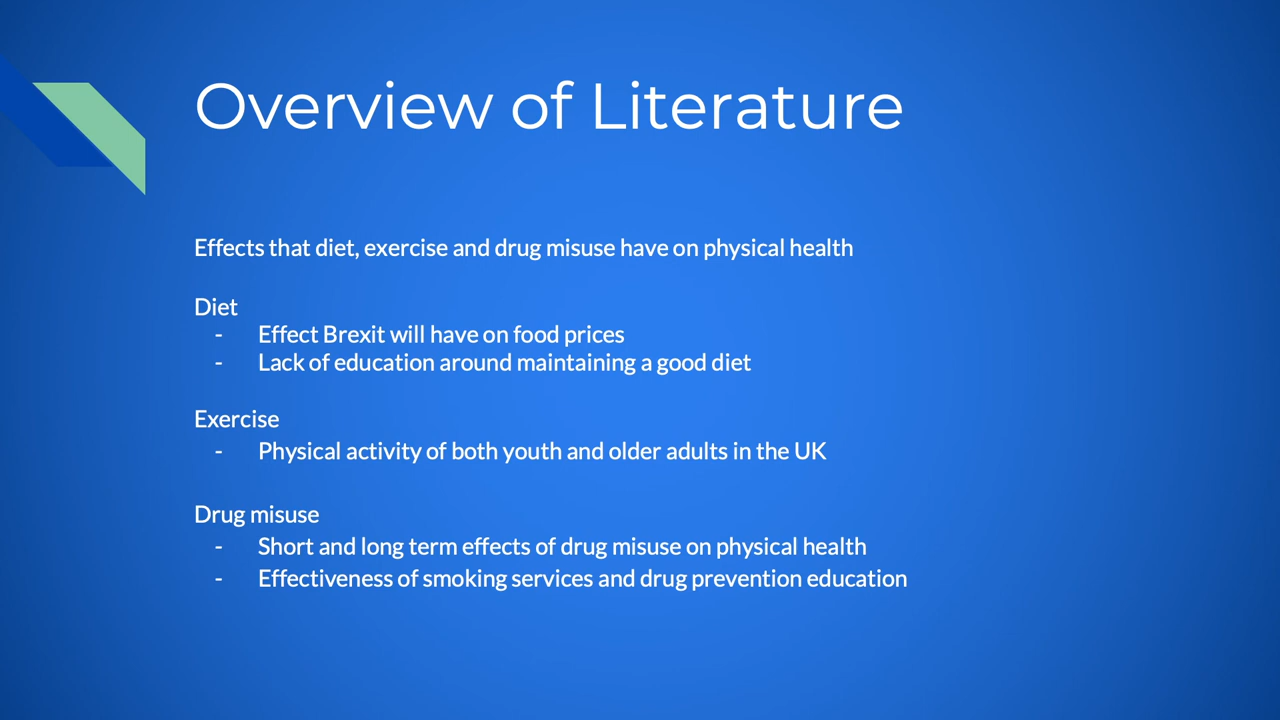 Overview of Literature
Effects that diet, exercise and drug misuse have on physical health
Diet
- Effect Brexit will have on food prices
- Lack of education around maintaining a good diet
Exercise
- Physical activity of both youth and older adults in the UK
Drug misuse
- Short and long term effects of drug misuse on physical health
- Effectiveness of smoking services and drug prevention education